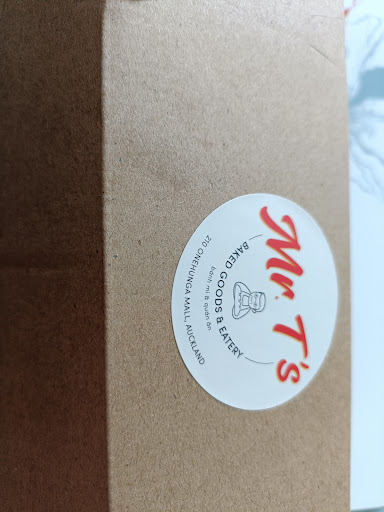 Mr. T's
BAKED GOODS & EATERY
bánh mì & quán ăn
210 ONEHUNGA MALL, AUCKLAND